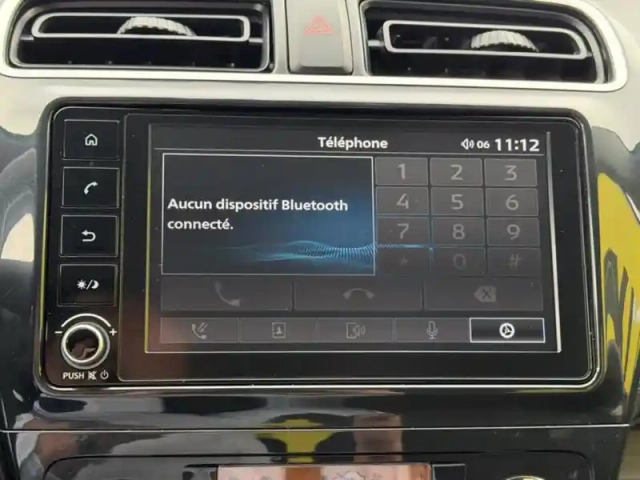 Téléphone
06 11:12
Aucun dispositif Bluetooth
connecté.
1 2 3
4 5 6
7 8 9
* 0 #
- +
PUSH